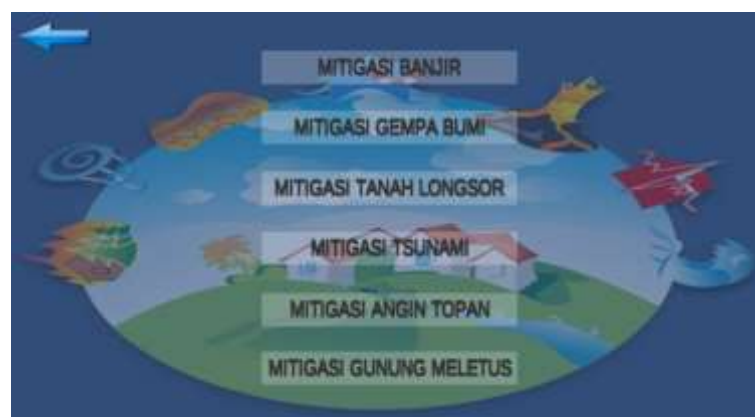 MITIGASI BANJIR
MITIGASI GEMPA BUMI
MITIGASI TANAH LONGSOR
MITIGASI TSUNAMI
MITIGASI ANGIN TOPAN
MITIGASI GUNUNG MELETUS